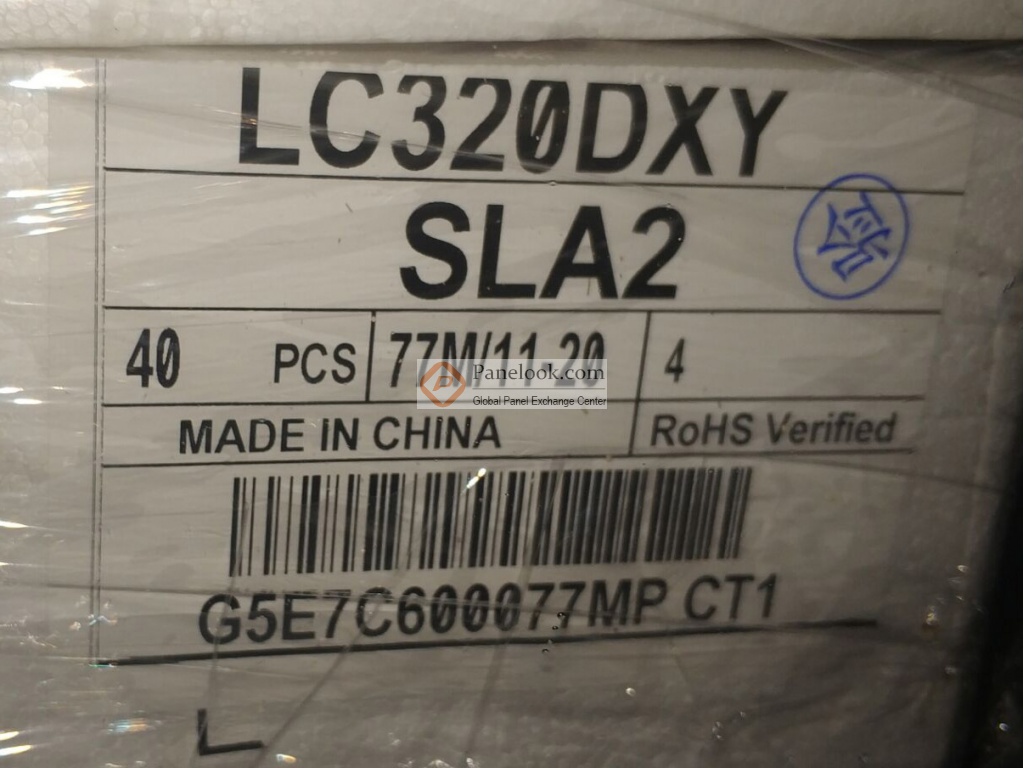 LC320DXY
SLA2
40 PCS 77M/11-20 4
Panelook.com
Global Panel Exchange Center
MADE IN CHINA RoHS Verified
G5E7C600077MP CT1
L